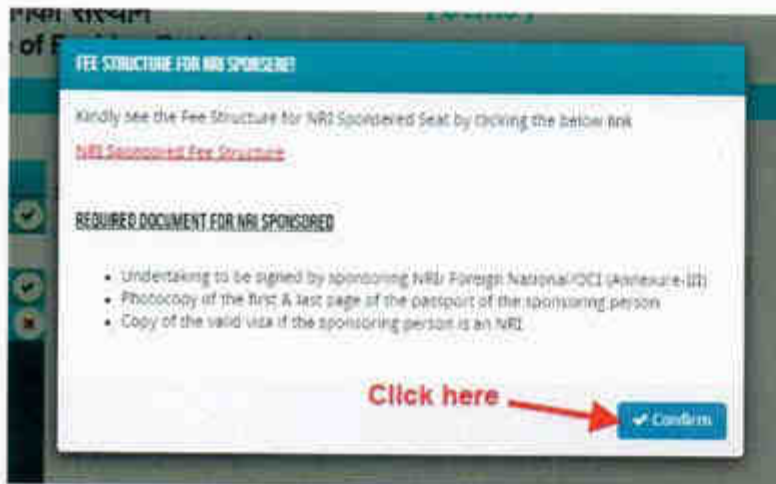 e of
FEE STRUCTURE FOR NRI SPONSERE!
Kindly see the Fee Structure for NRI Sponsered Seat by clicking the below link
NRI Sponsored Fee Structure
REQUIRED DOCUMENT FOR NRI SPONSORED
• Undertaking to be signed by sponsoring NRI/ Foreign National/OCI (Annexure-III)
• Photocopy of the first & last page of the passport of the sponsoring person
• Copy of the valid visa if the sponsoring person is an NRI
Click here
Confirm